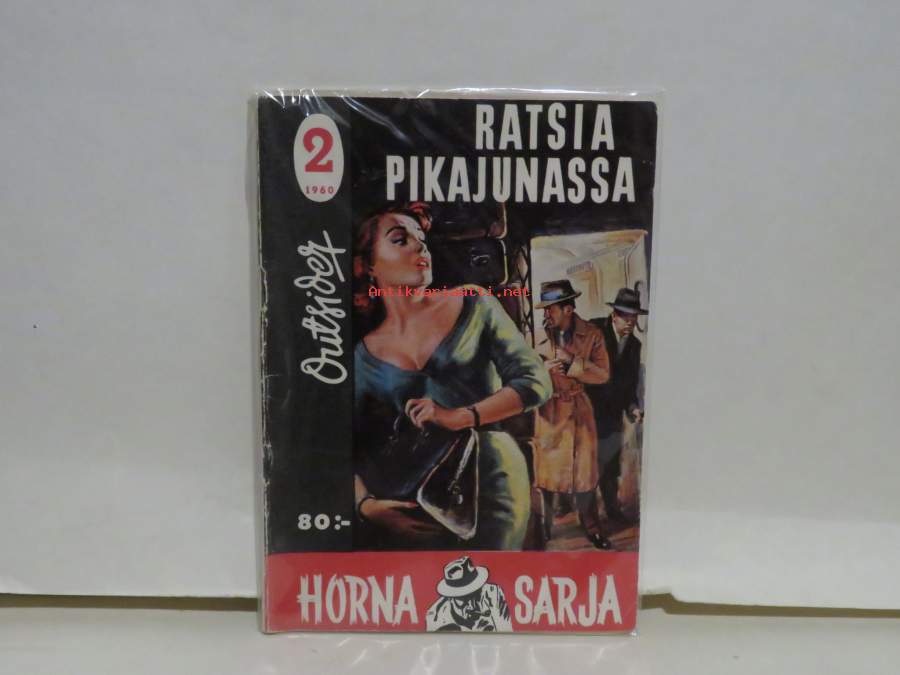 RATSIA
PIKAJUNASSA
2
1960
Outsider
Antikvariaatti.net
80:-
HORNA SARJA